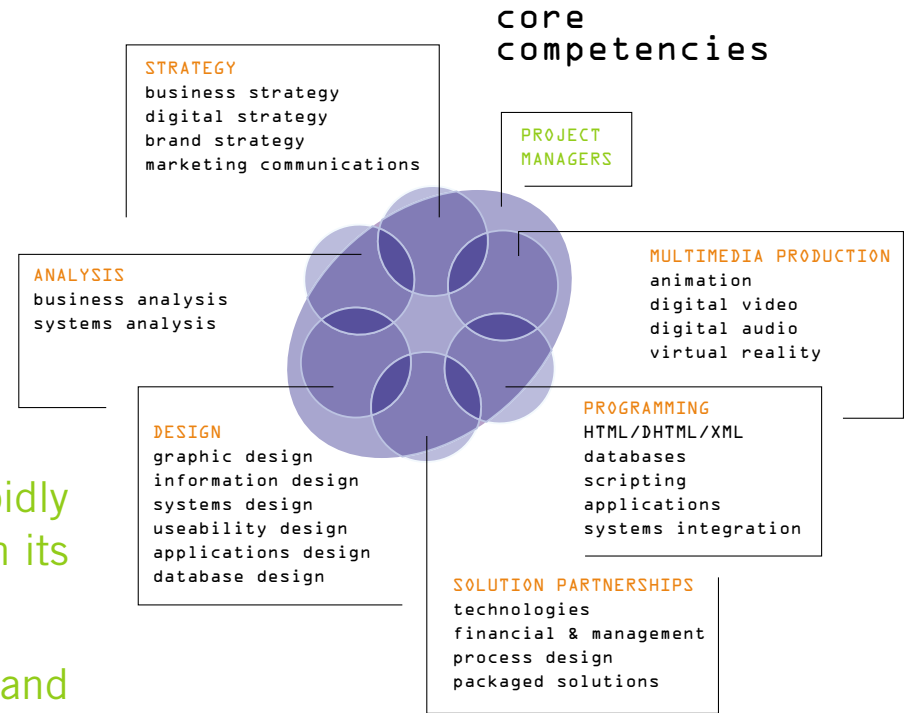 core
competencies
STRATEGY
business strategy
digital strategy
brand strategy
marketing communications
PROJECT
MANAGERS
ANALYSIS
business analysis
systems analysis
MULTIMEDIA PRODUCTION
animation
digital video
digital audio
virtual reality
DESIGN
graphic design
information design
systems design
useability design
applications design
database design
PROGRAMMING
HTML/DHTML/XML
databases
scripting
applications
systems integration
SOLUTION PARTNERSHIPS
technologies
financial & management
process design
packaged solutions
its
and